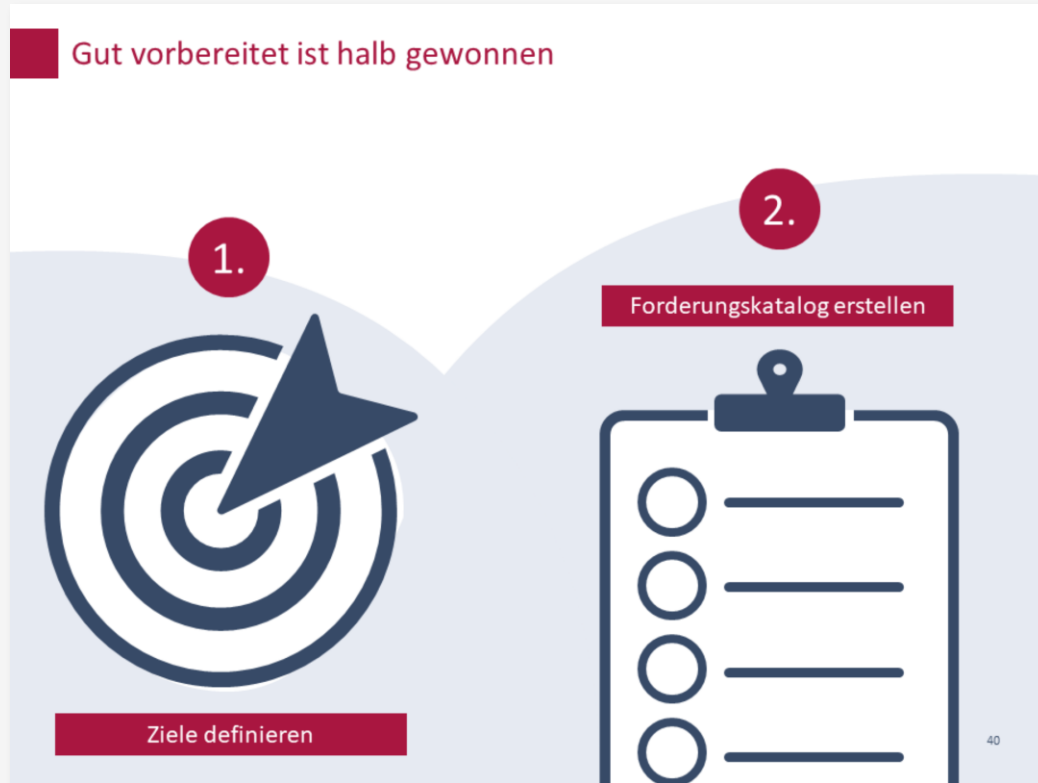 Gut vorbereitet ist halb gewonnen
1.
Ziele definieren
2.
Forderungskatalog erstellen
40